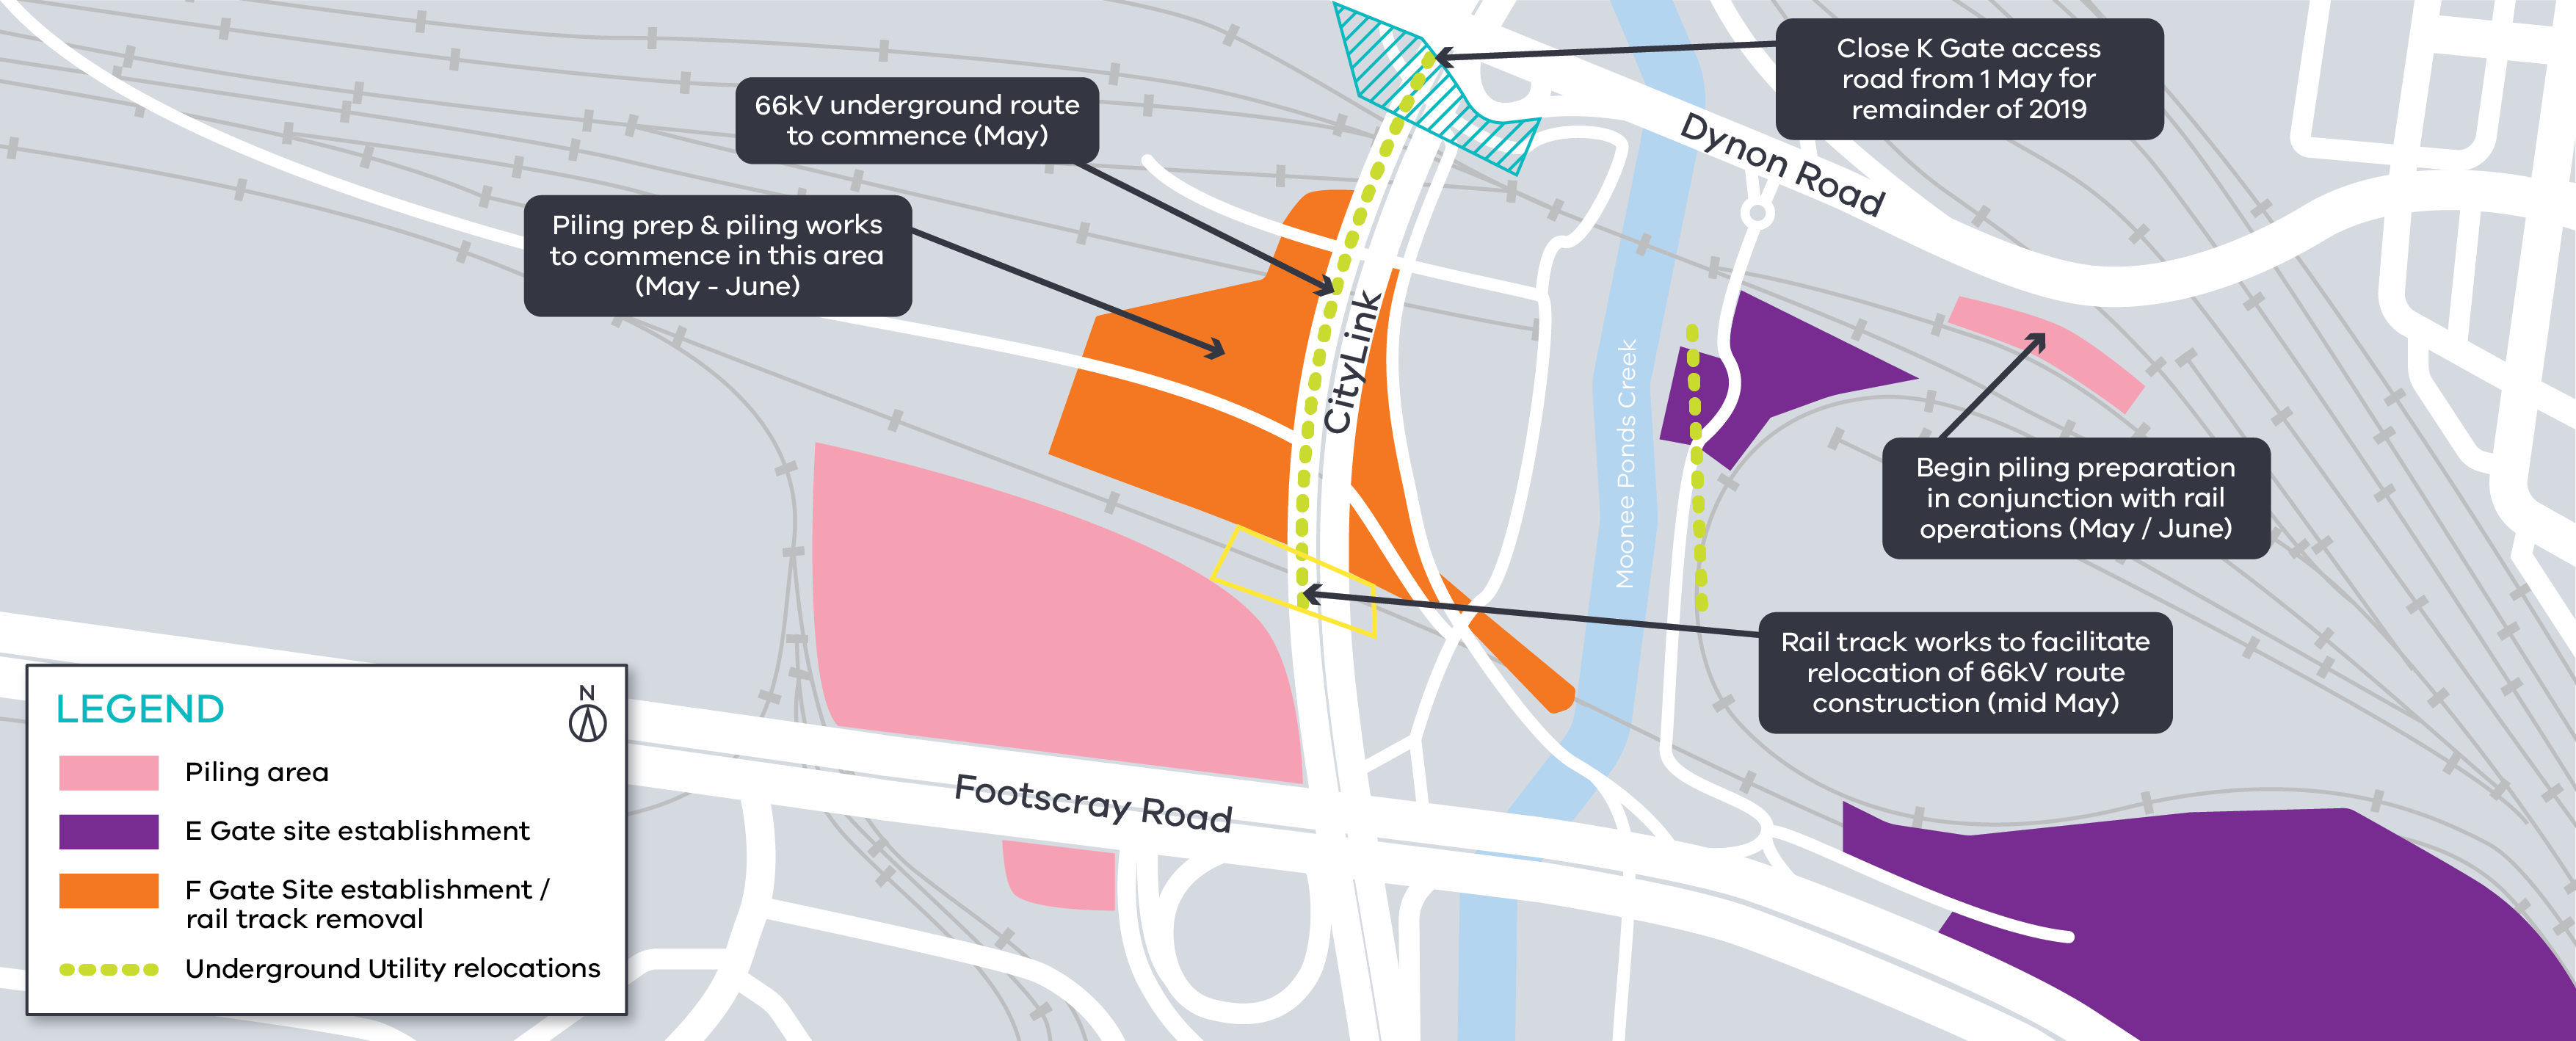 Close K Gate access
road from 1 May for
remainder of 2019
66kV underground route
to commence (May)
Dynon Road
Piling prep & piling works
to commence in this area
(May - June)
CityLink
Moonee Ponds Creek
Begin piling preparation
in conjunction with rail
operations (May / June)
Rail track works to facilitate
relocation of 66kV route
construction (mid May)
Footscray Road
LEGEND
N
Piling area
E Gate site establishment
F Gate Site establishment /
rail track removal
Underground Utility relocations